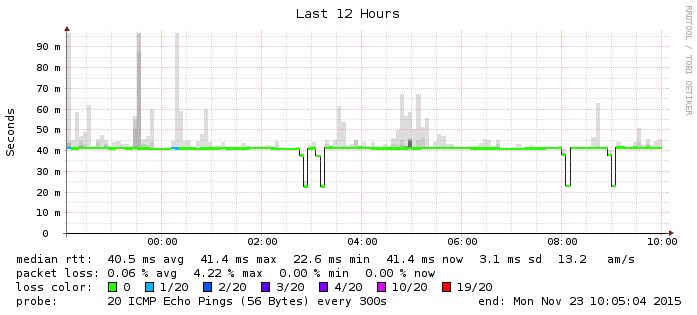 Last 12 Hours
RRDTOOL / TOBI OETIKER
Seconds
90 m
80 m
70 m
60 m
50 m
40 m
30 m
20 m
10 m
0
00:00 02:00 04:00 06:00 08:00 10:00
median rtt: 40.5 ms avg 41.4 ms max 22.6 ms min 41.4 ms now 3.1 ms sd 13.2 am/s
packet loss: 0.06 % avg 4.22 % max 0.00 % min 0.00 % now
loss color: 0 1/20 2/20 3/20 4/20 10/20 19/20
probe: 20 ICMP Echo Pings (56 Bytes) every 300s end: Mon Nov 23 10:05:04 2015